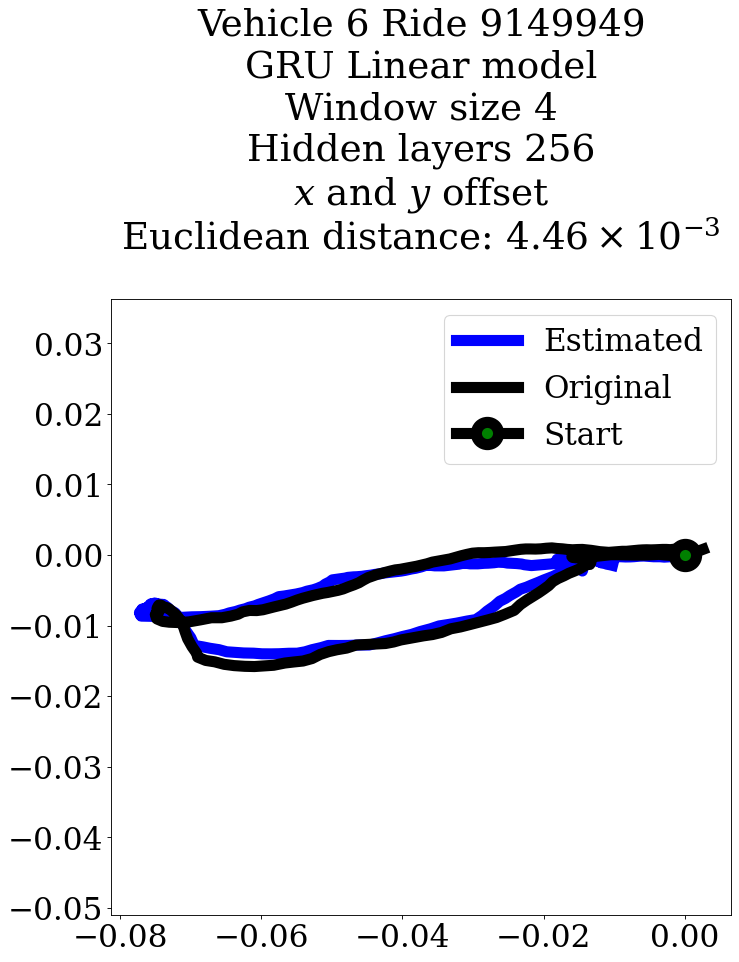 Vehicle 6 Ride 9149949
GRU Linear model
Window size 4
Hidden layers 256
x and y offset
Euclidean distance: 4.46 × 10⁻³
Estimated
Original
Start
0.03
0.02
0.01
0.00
−0.01
−0.02
−0.03
−0.04
−0.05
−0.08 −0.06 −0.04 −0.02 0.00